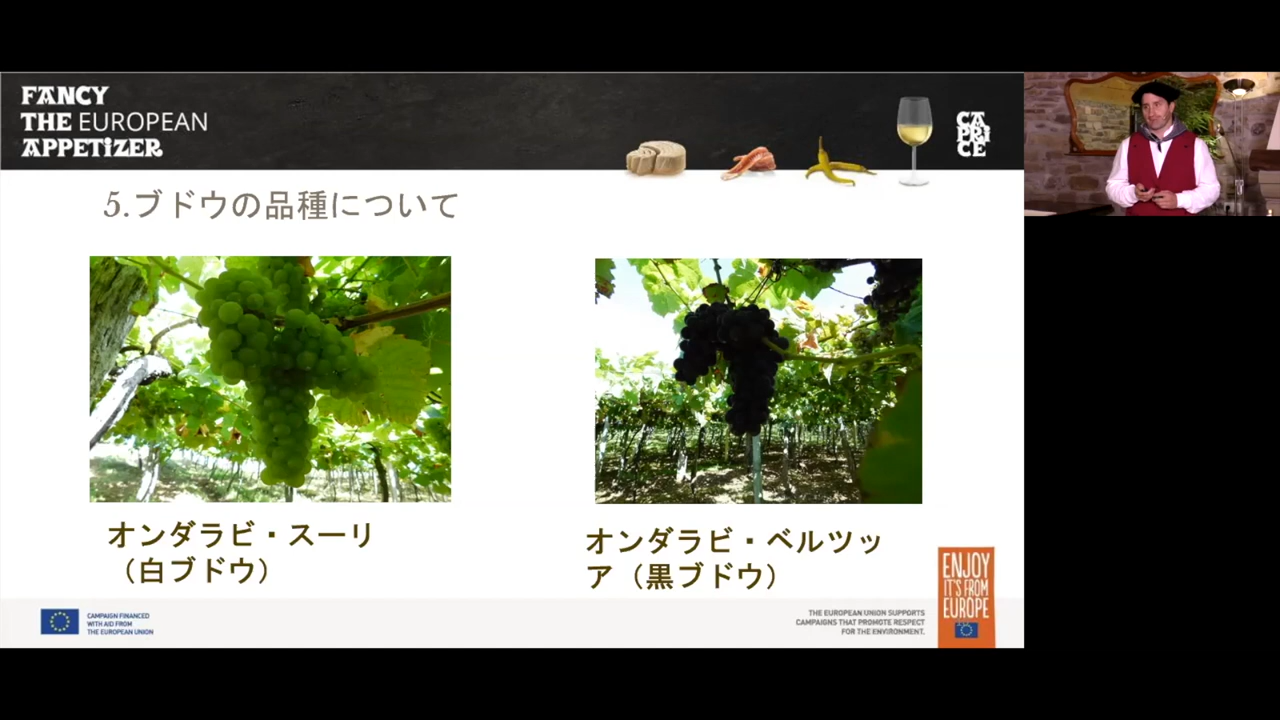 FANCY
THE EUROPEAN
APPETIZER
CA
PRI
CE
5.ブドウの品種について
オンダラビ・スーリ
（白ブドウ）
オンダラビ・ベルツッ
ア（黒ブドウ）
CAMPAIGN FINANCED
WITH AID FROM
THE EUROPEAN UNION
THE EUROPEAN UNION SUPPORTS
CAMPAIGNS THAT PROMOTE RESPECT
FOR THE ENVIRONMENT.
ENJOY
IT'S FROM
EUROPE